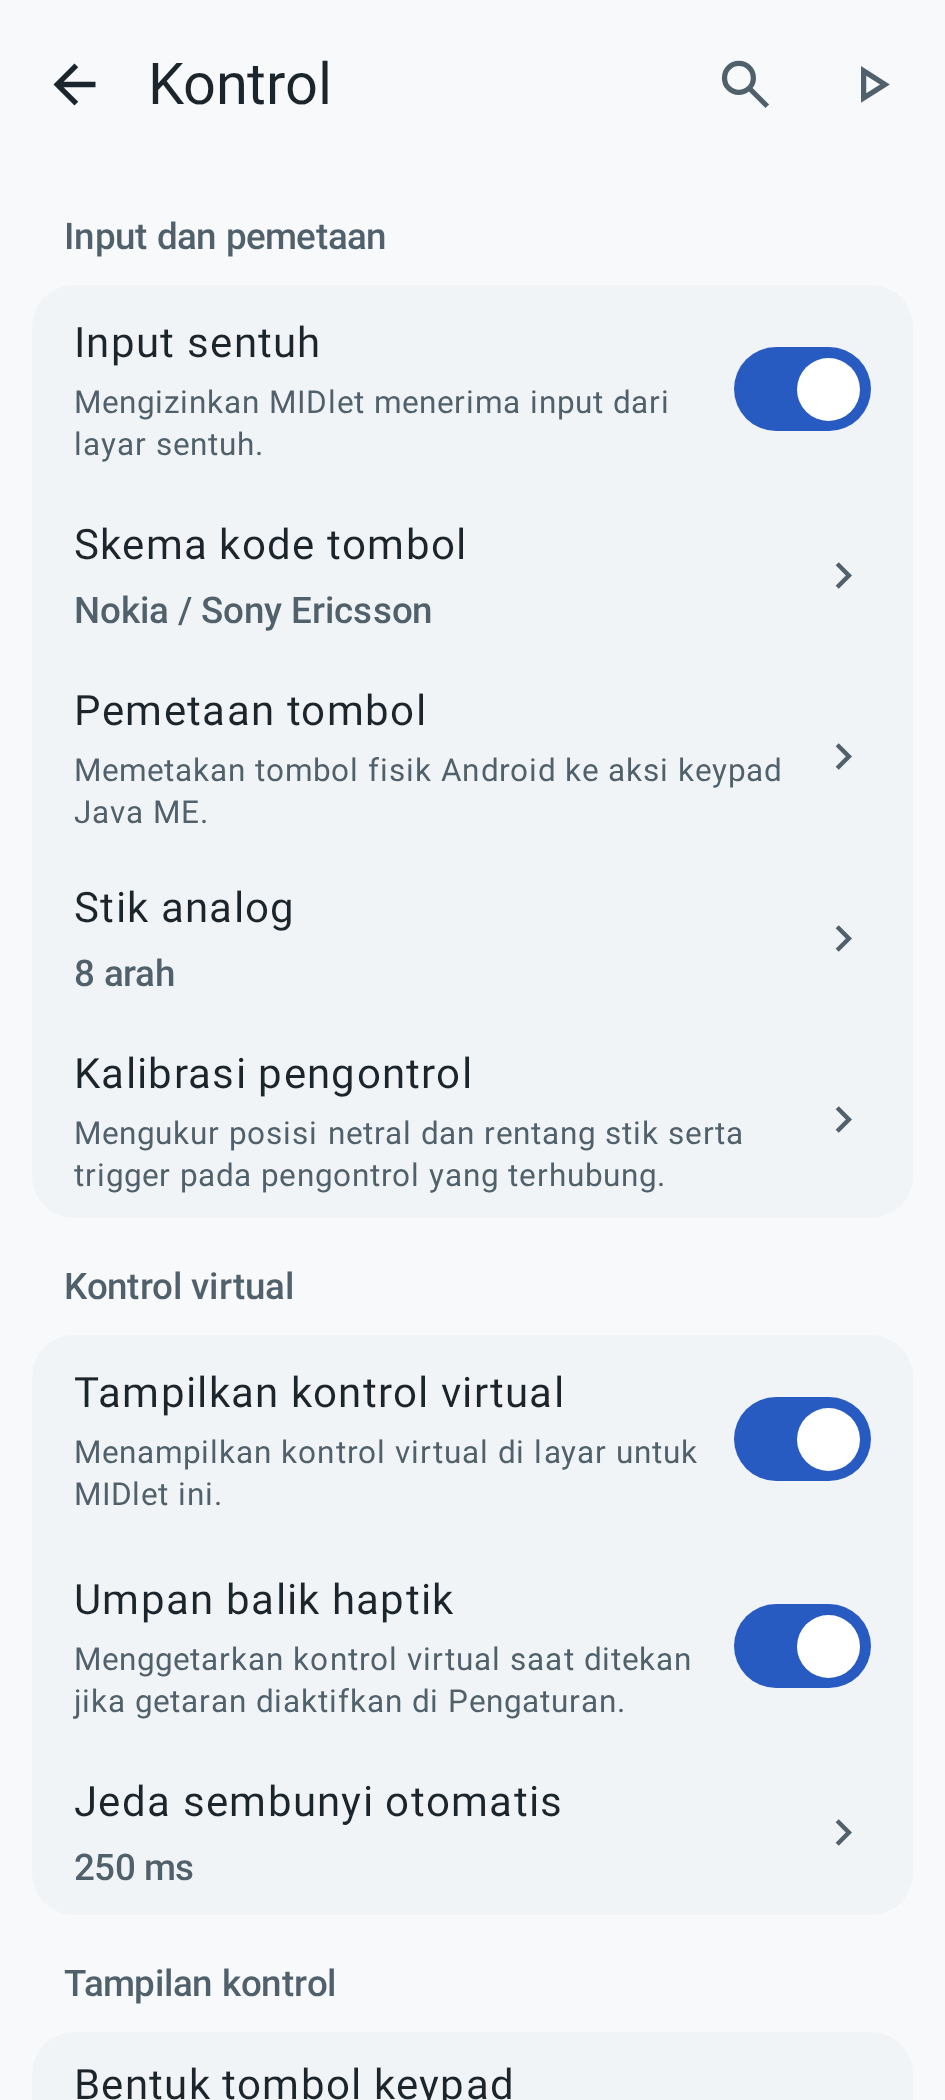 Kontrol
Input dan pemetaan
Input sentuh
Mengizinkan MIDlet menerima input dari
layar sentuh.
Skema kode tombol
Nokia / Sony Ericsson
Pemetaan tombol
Memetakan tombol fisik Android ke aksi keypad
Java ME.
Stik analog
8 arah
Kalibrasi pengontrol
Mengukur posisi netral dan rentang stik serta
trigger pada pengontrol yang terhubung.
Kontrol virtual
Tampilkan kontrol virtual
Menampilkan kontrol virtual di layar untuk
MIDlet ini.
Umpan balik haptik
Menggetarkan kontrol virtual saat ditekan
jika getaran diaktifkan di Pengaturan.
Jeda sembunyi otomatis
250 ms
Tampilan kontrol
Bentuk tombol keypad